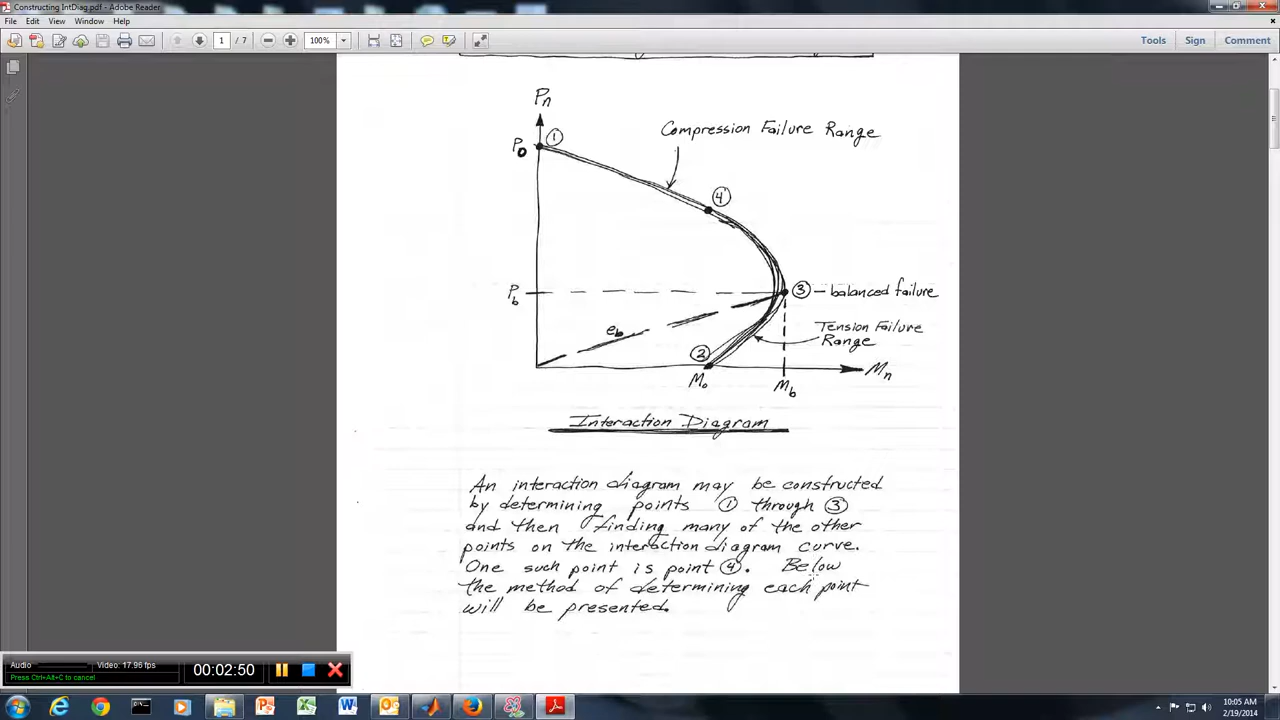 Constructing IntDiag.pdf - Adobe Reader
File Edit View Window Help
1 / 7 100% Tools Sign Comment
Pn
P0
①
Compression Failure Range
④
Pb
③ - balanced failure
eb
Tension Failure
Range
②
Mo
Mb
Mn
Interaction Diagram
An interaction diagram may be constructed
by determining points ① through ③
and then finding many of the other
points on the interaction diagram curve.
One such point is point ④. Below
the method of determining each point
will be presented.
Audio Video: 17.96 fps
Press Ctrl+Alt+C to cancel
00:02:50
10:05 AM
2/19/2014